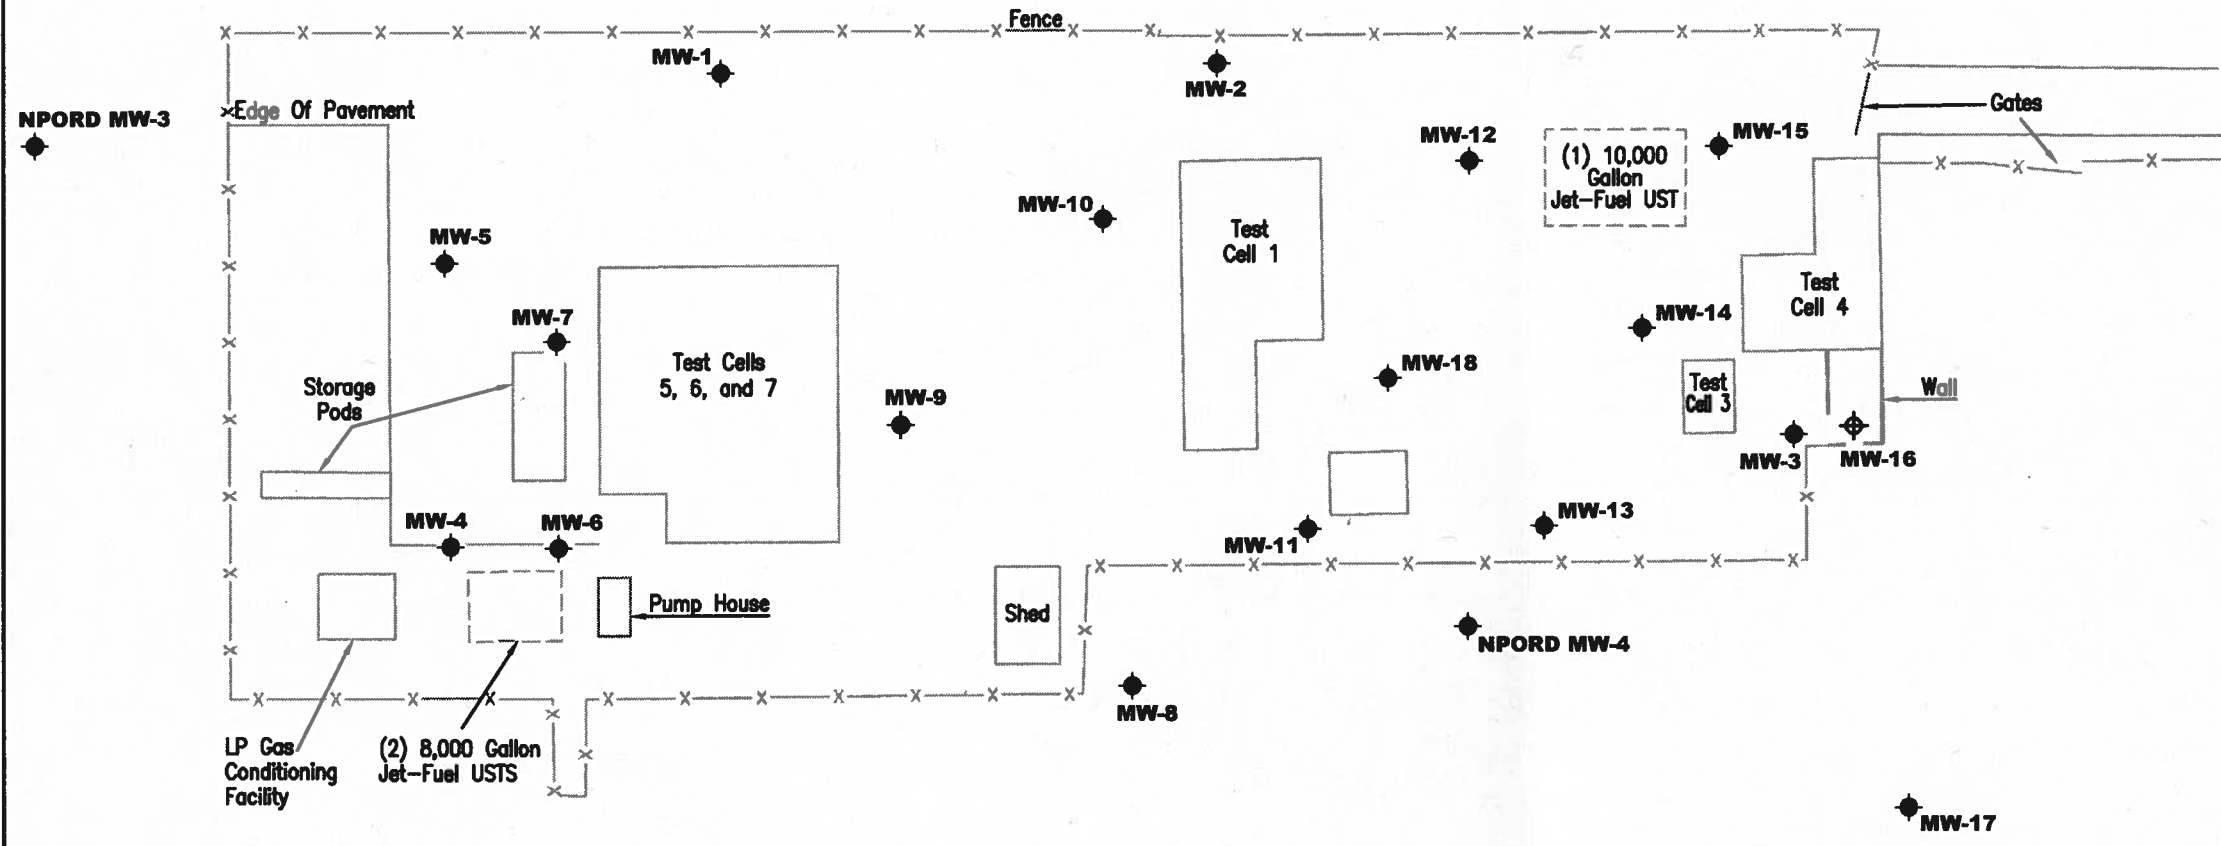 Fence
MW-1
MW-2
NPORD MW-3
Edge Of Pavement
Gates
MW-12
MW-15
(1) 10,000
Gallon
Jet-Fuel UST
MW-10
MW-5
Test
Cell 1
Test
Cell 4
MW-7
MW-14
Test Cells
5, 6, and 7
MW-18
Storage
Pods
MW-9
Test
Cell 3
Wall
MW-3
MW-16
MW-4
MW-6
MW-13
MW-11
Pump House
Shed
NPORD MW-4
MW-8
LP Gas
Conditioning
Facility
(2) 8,000 Gallon
Jet-Fuel USTS
MW-17